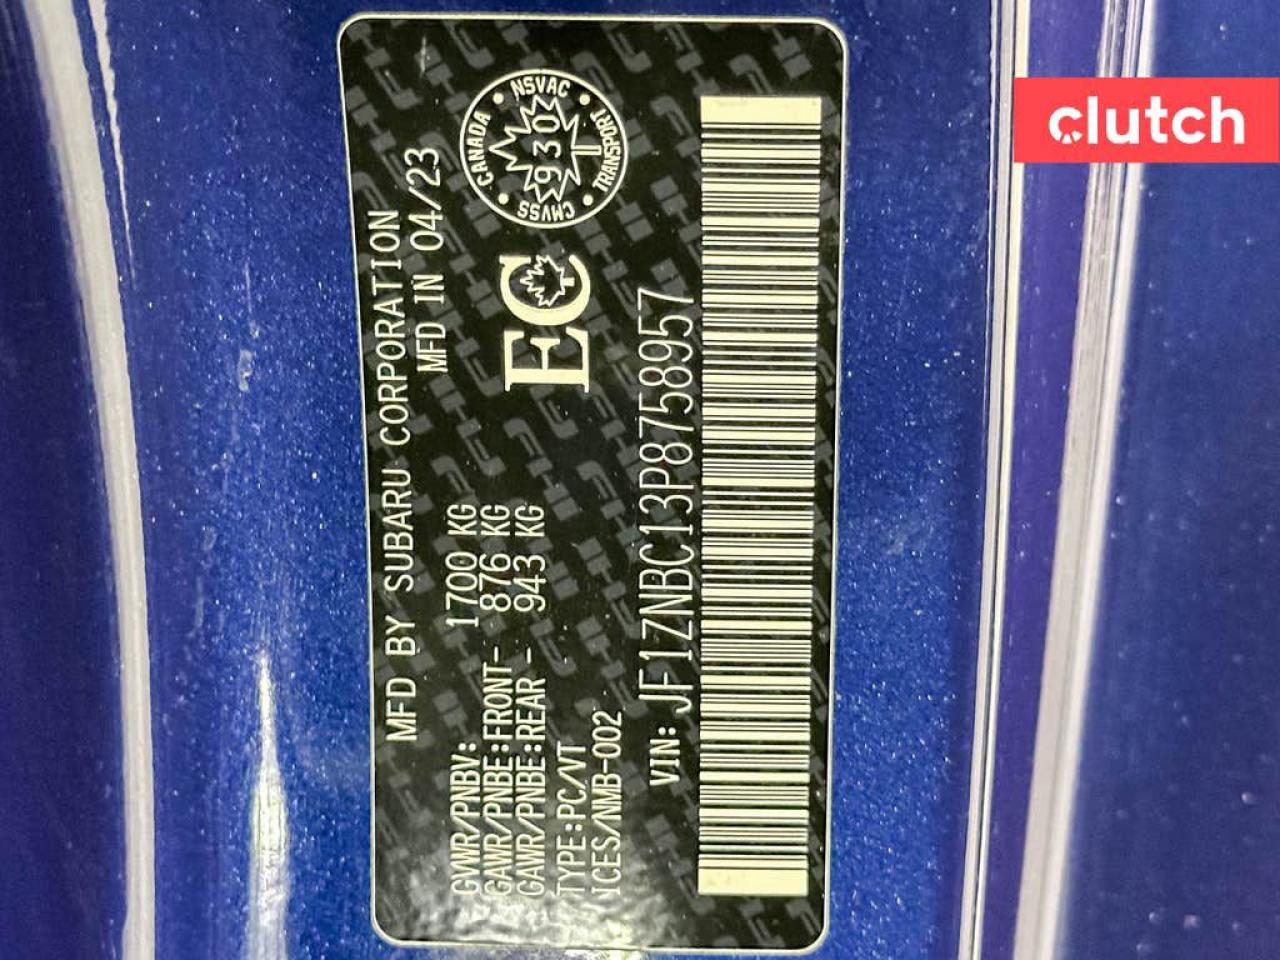 MFD BY SUBARU CORPORATION
MFD IN 04/23
GVWR/PNBV: 1700 KG
GAWR/PNBE:FRONT- 876 KG
GAWR/PNBE:REAR - 943 KG
TYPE:PC/VT
ICES/NMB-002
EC
CANADA • NSVAC • TRANSPORT • CMVSS •
930
VIN: JF1ZNBC13P8758957
clutch